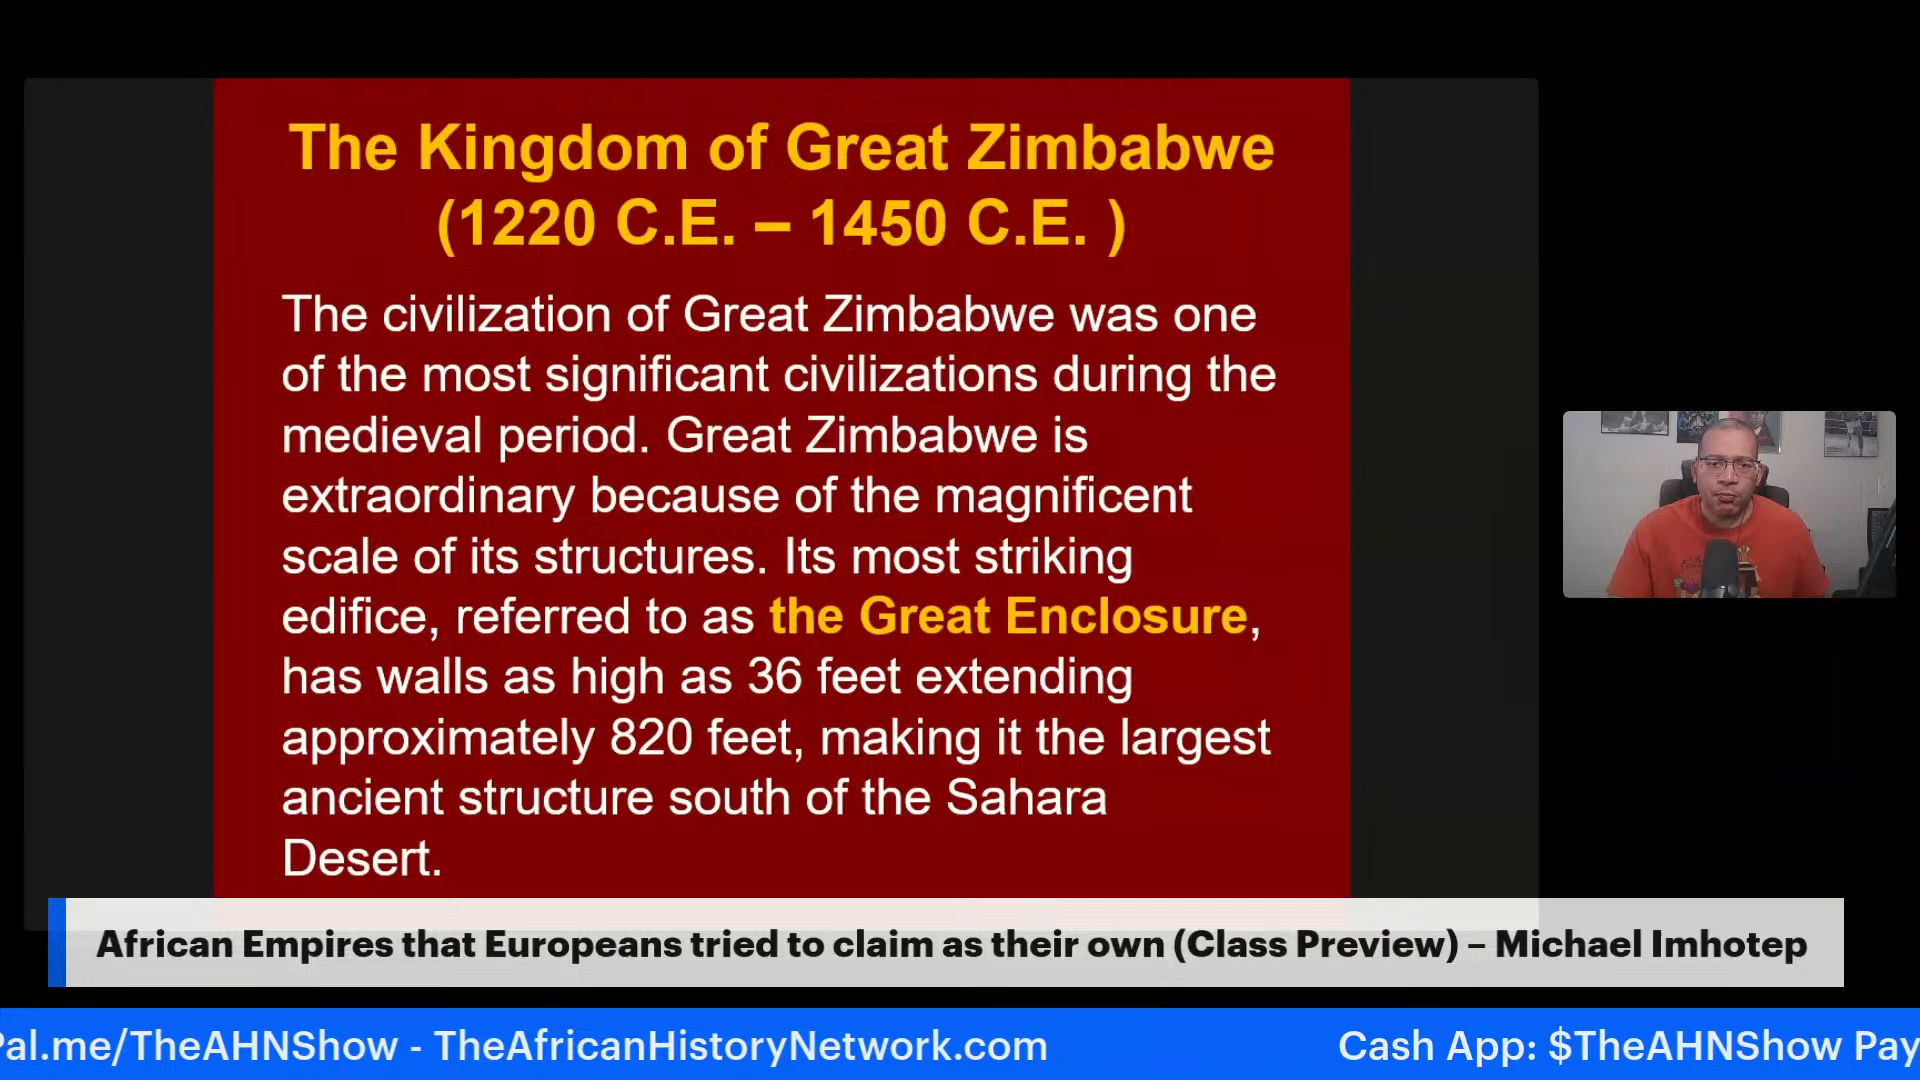 The Kingdom of Great Zimbabwe
(1220 C.E. – 1450 C.E. )
The civilization of Great Zimbabwe was one
of the most significant civilizations during the
medieval period. Great Zimbabwe is
extraordinary because of the magnificent
scale of its structures. Its most striking
edifice, referred to as the Great Enclosure,
has walls as high as 36 feet extending
approximately 820 feet, making it the largest
ancient structure south of the Sahara
Desert.
African Empires that Europeans tried to claim as their own (Class Preview) – Michael Imhotep
Pal.me/TheAHNShow - TheAfricanHistoryNetwork.com Cash App: $TheAHNShow Pay